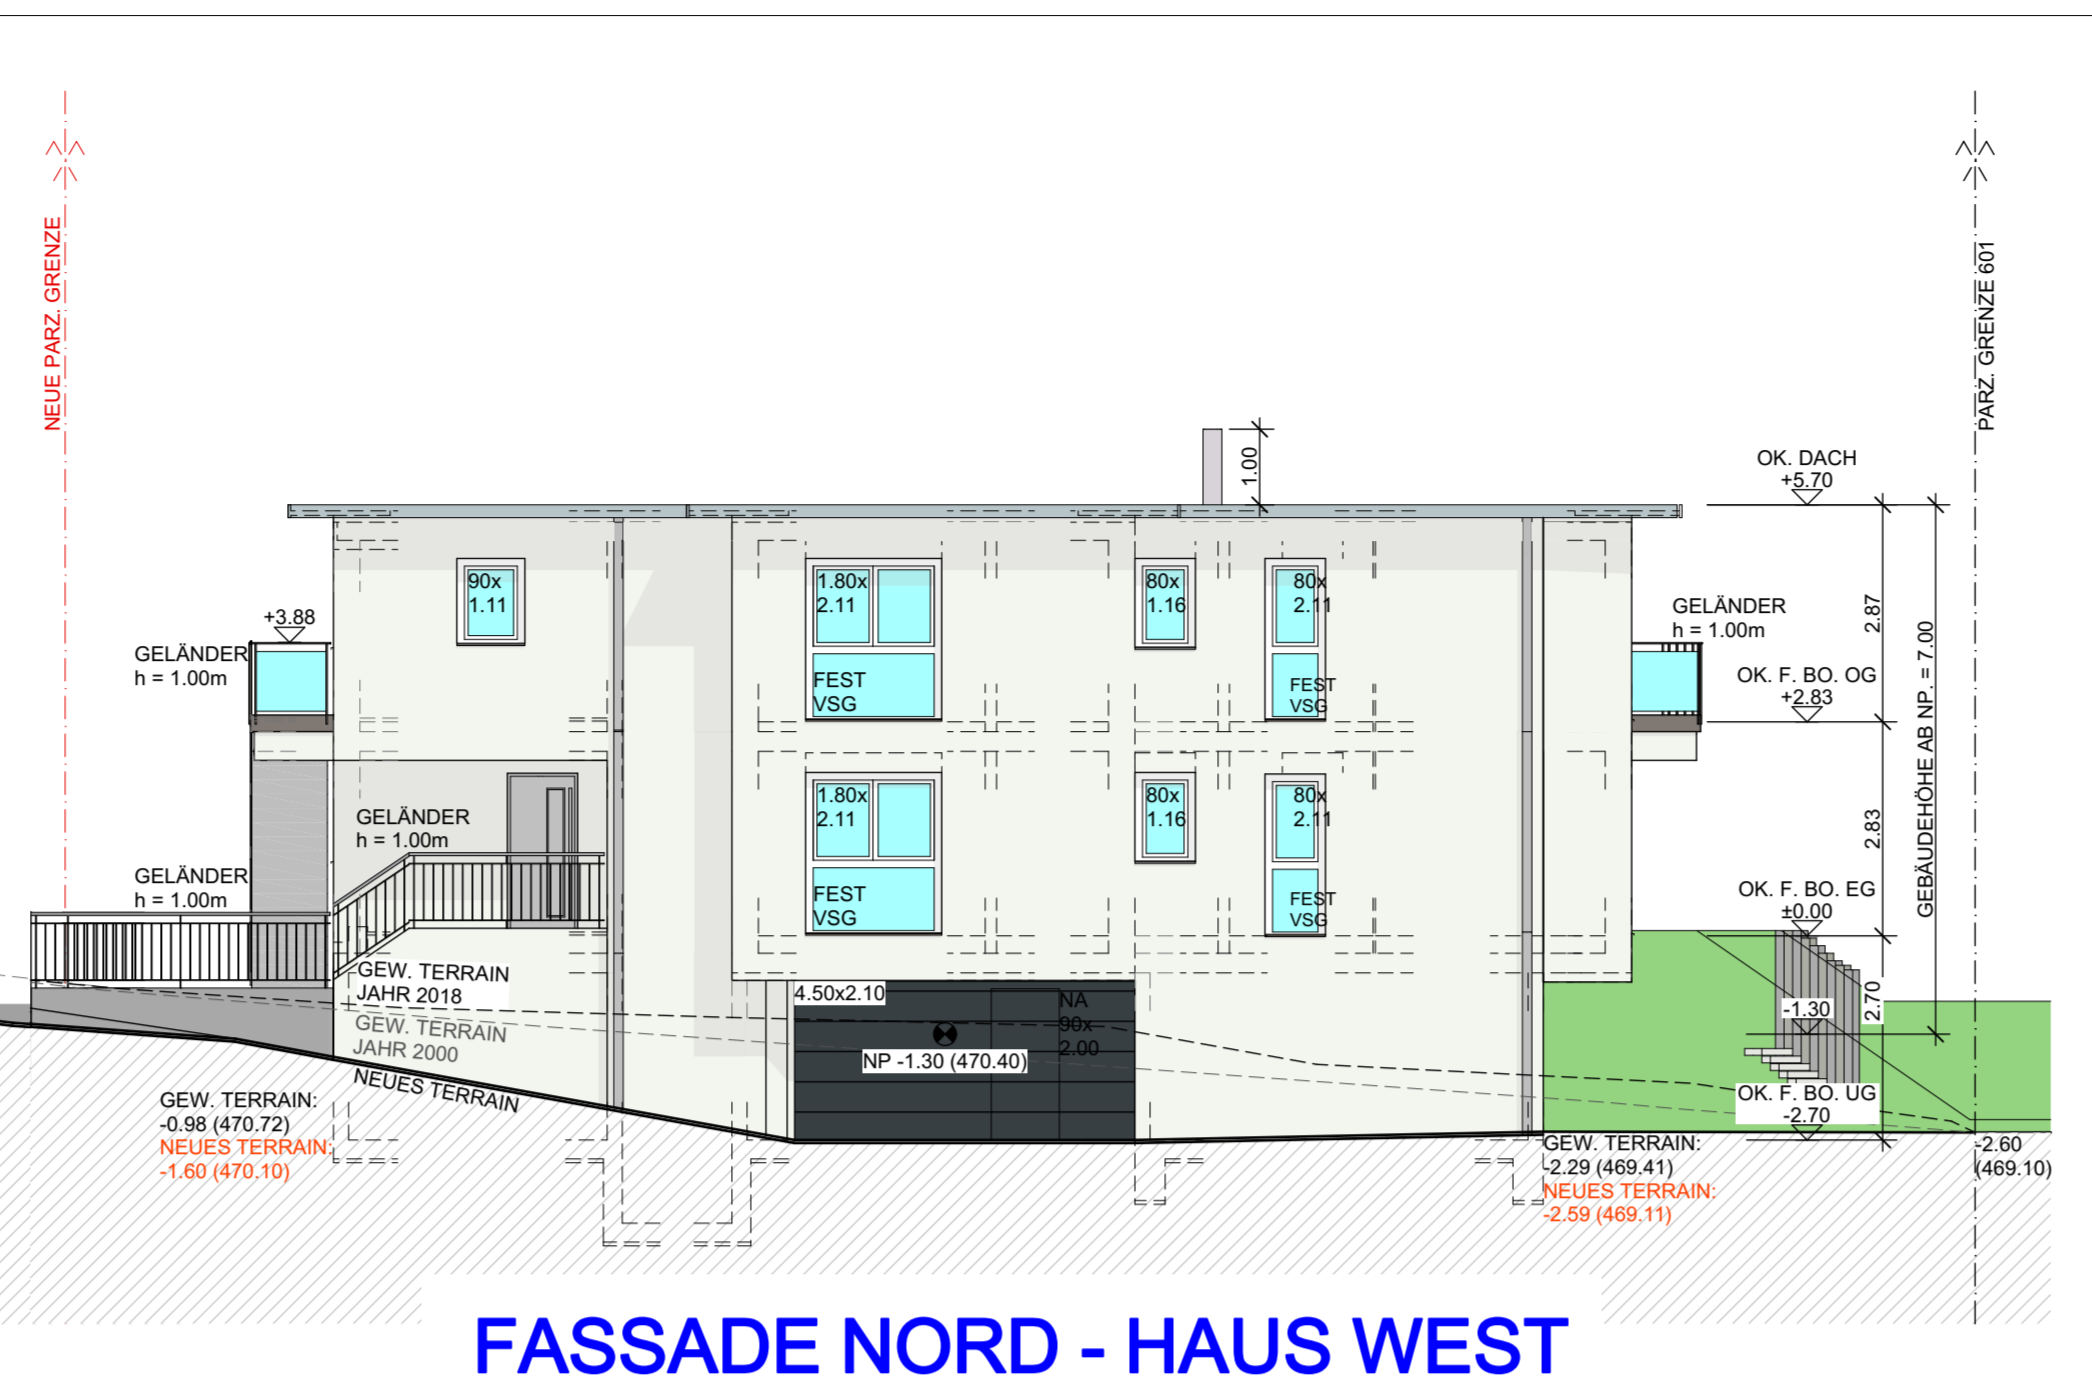 NEUE PARZ. GRENZE
PARZ. GRENZE 601
1.00
OK. DACH
+5.70
90x
1.11
1.80x
2.11
FEST
VSG
80x
1.16
80x
2.11
FEST
VSG
+3.88
GELÄNDER
h = 1.00m
GELÄNDER
h = 1.00m
2.87
OK. F. BO. OG
+2.83
GEBÄUDEHÖHE AB NP. = 7.00
1.80x
2.11
FEST
VSG
80x
1.16
80x
2.11
FEST
VSG
GELÄNDER
h = 1.00m
2.83
GELÄNDER
h = 1.00m
OK. F. BO. EG
±0.00
GEW. TERRAIN
JAHR 2018
GEW. TERRAIN
JAHR 2000
NEUES TERRAIN
4.50x2.10
NA
90x
2.00
NP -1.30 (470.40)
-1.30
2.70
OK. F. BO. UG
-2.70
GEW. TERRAIN:
-0.98 (470.72)
NEUES TERRAIN:
-1.60 (470.10)
GEW. TERRAIN:
-2.29 (469.41)
NEUES TERRAIN:
-2.59 (469.11)
-2.60
(469.10)
FASSADE NORD - HAUS WEST